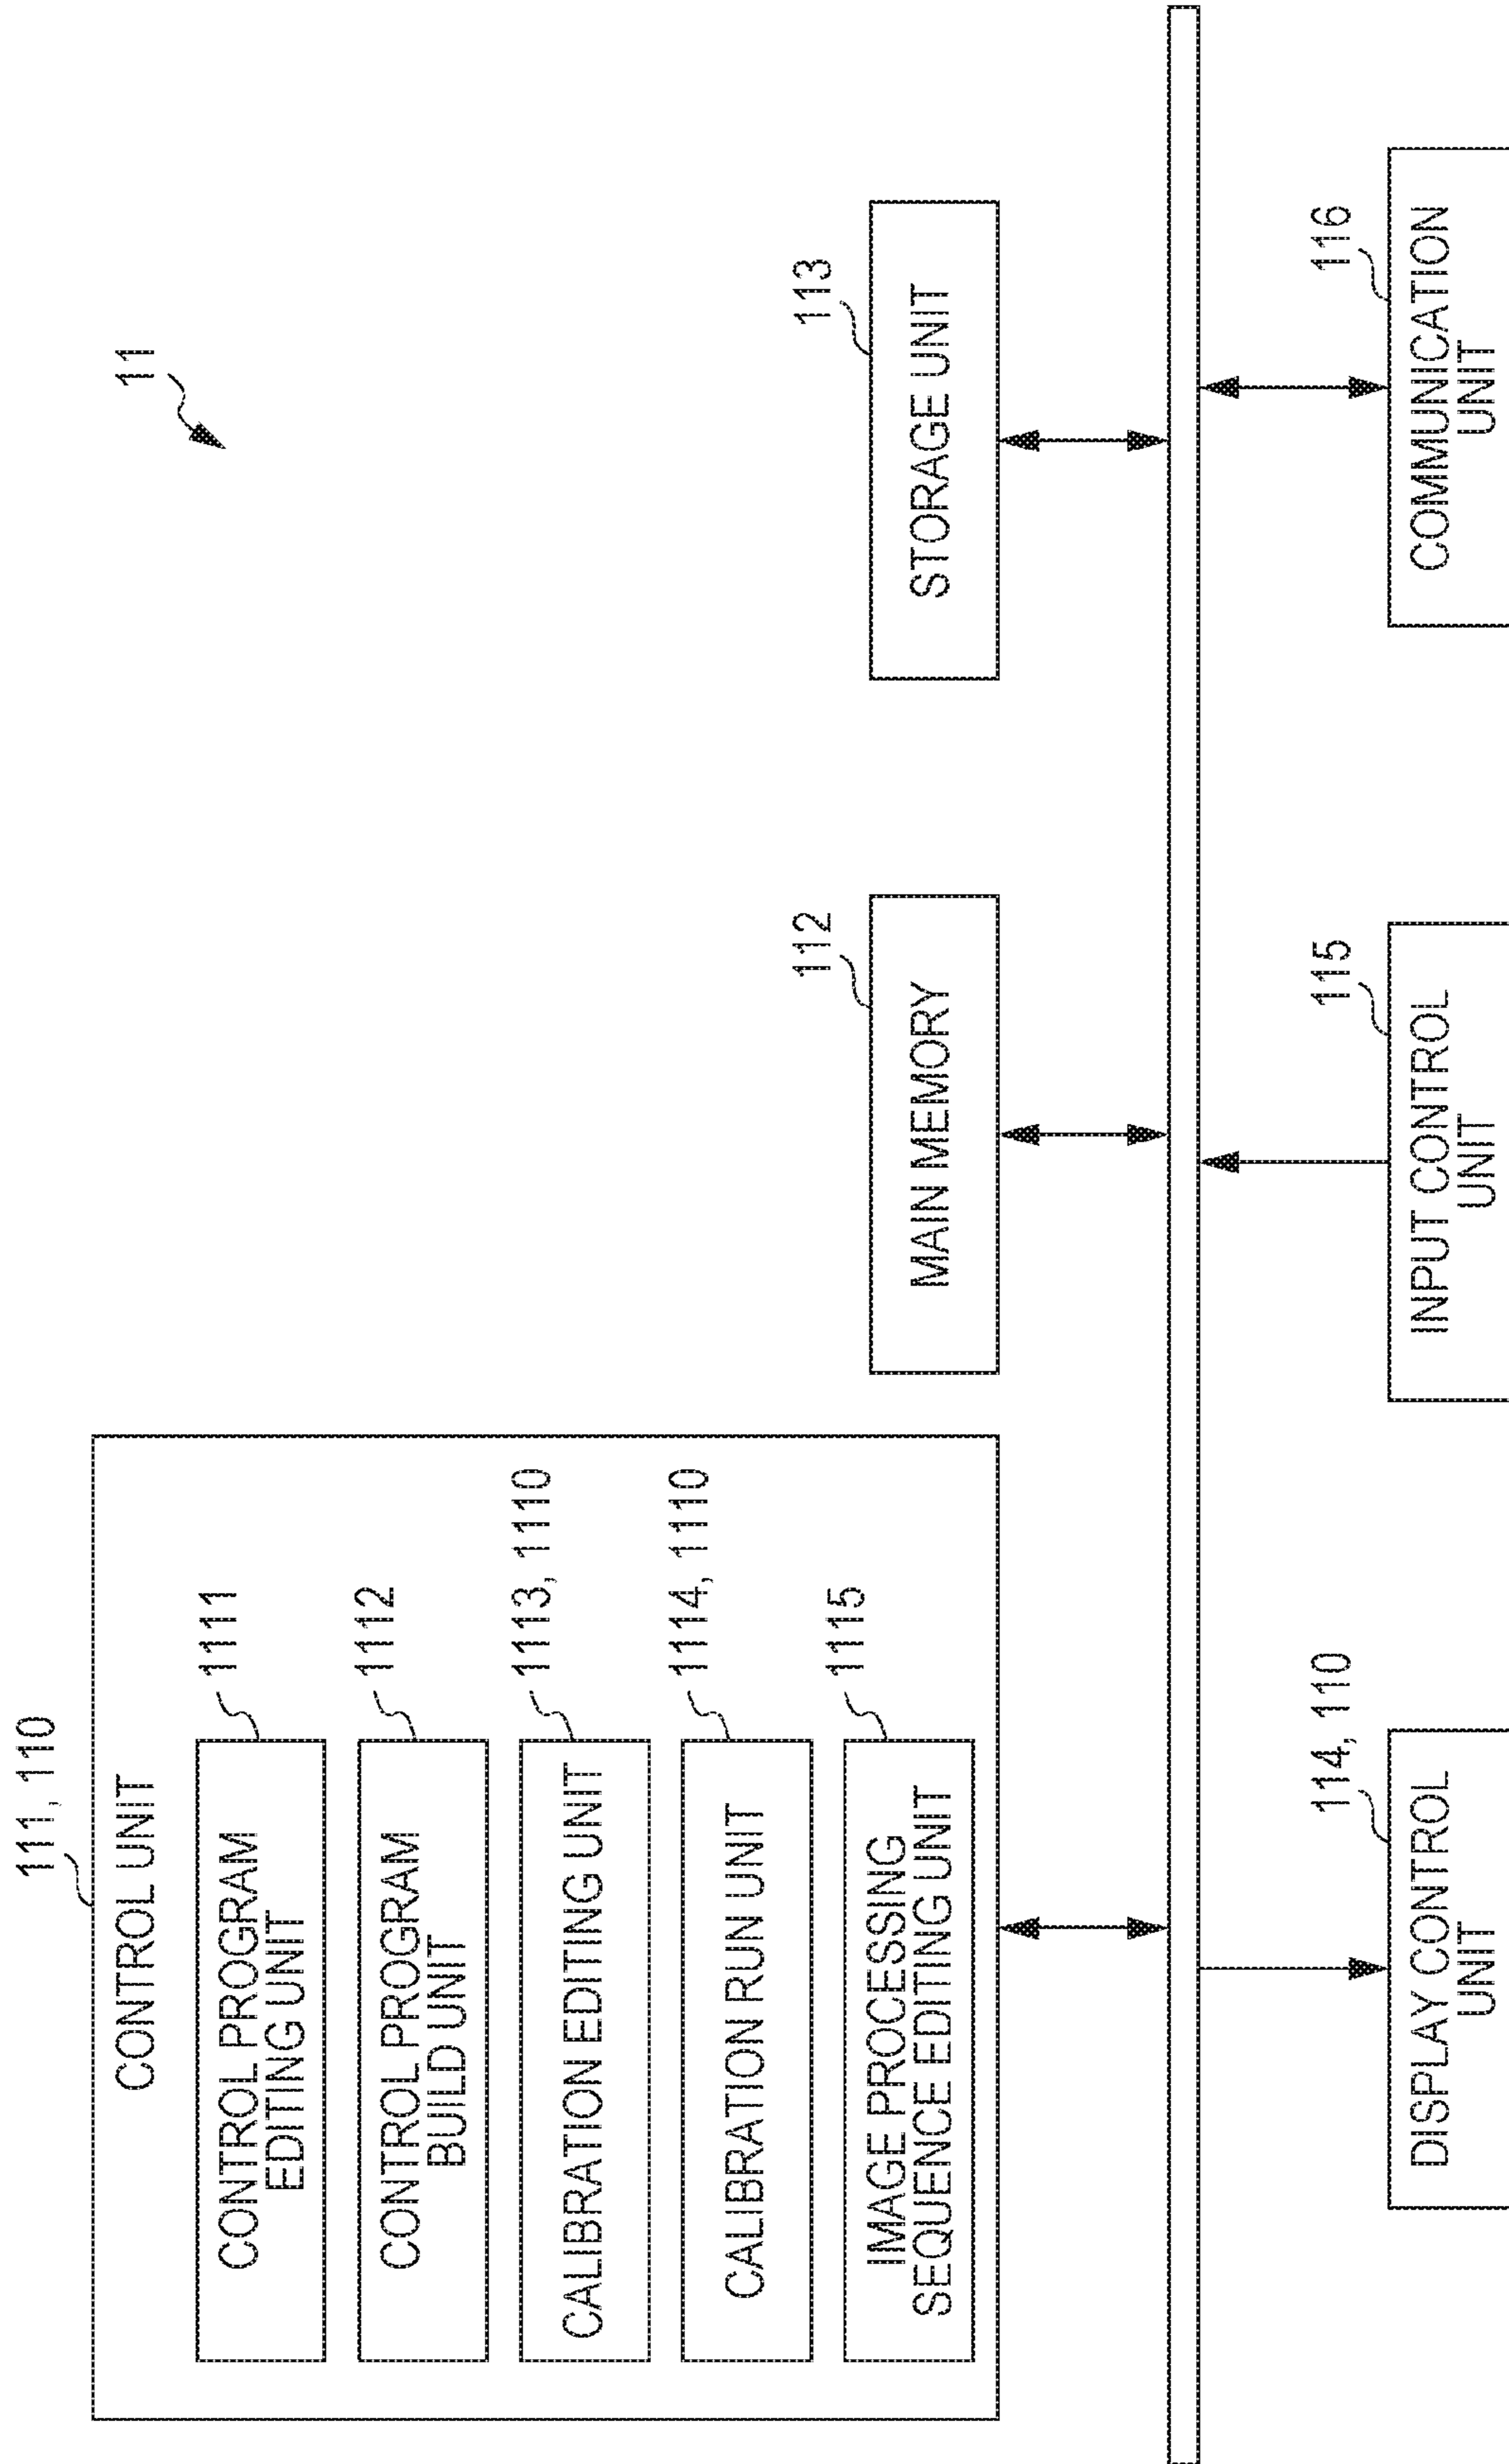 11
111, 110
CONTROL UNIT
1111
CONTROL PROGRAM
EDITING UNIT
1112
CONTROL PROGRAM
BUILD UNIT
1113, 1110
CALIBRATION EDITING UNIT
1114, 1110
CALIBRATION RUN UNIT
1115
IMAGE PROCESSING
SEQUENCE EDITING UNIT
112
MAIN MEMORY
113
STORAGE UNIT
114, 110
DISPLAY CONTROL
UNIT
115
INPUT CONTROL
UNIT
116
COMMUNICATION
UNIT